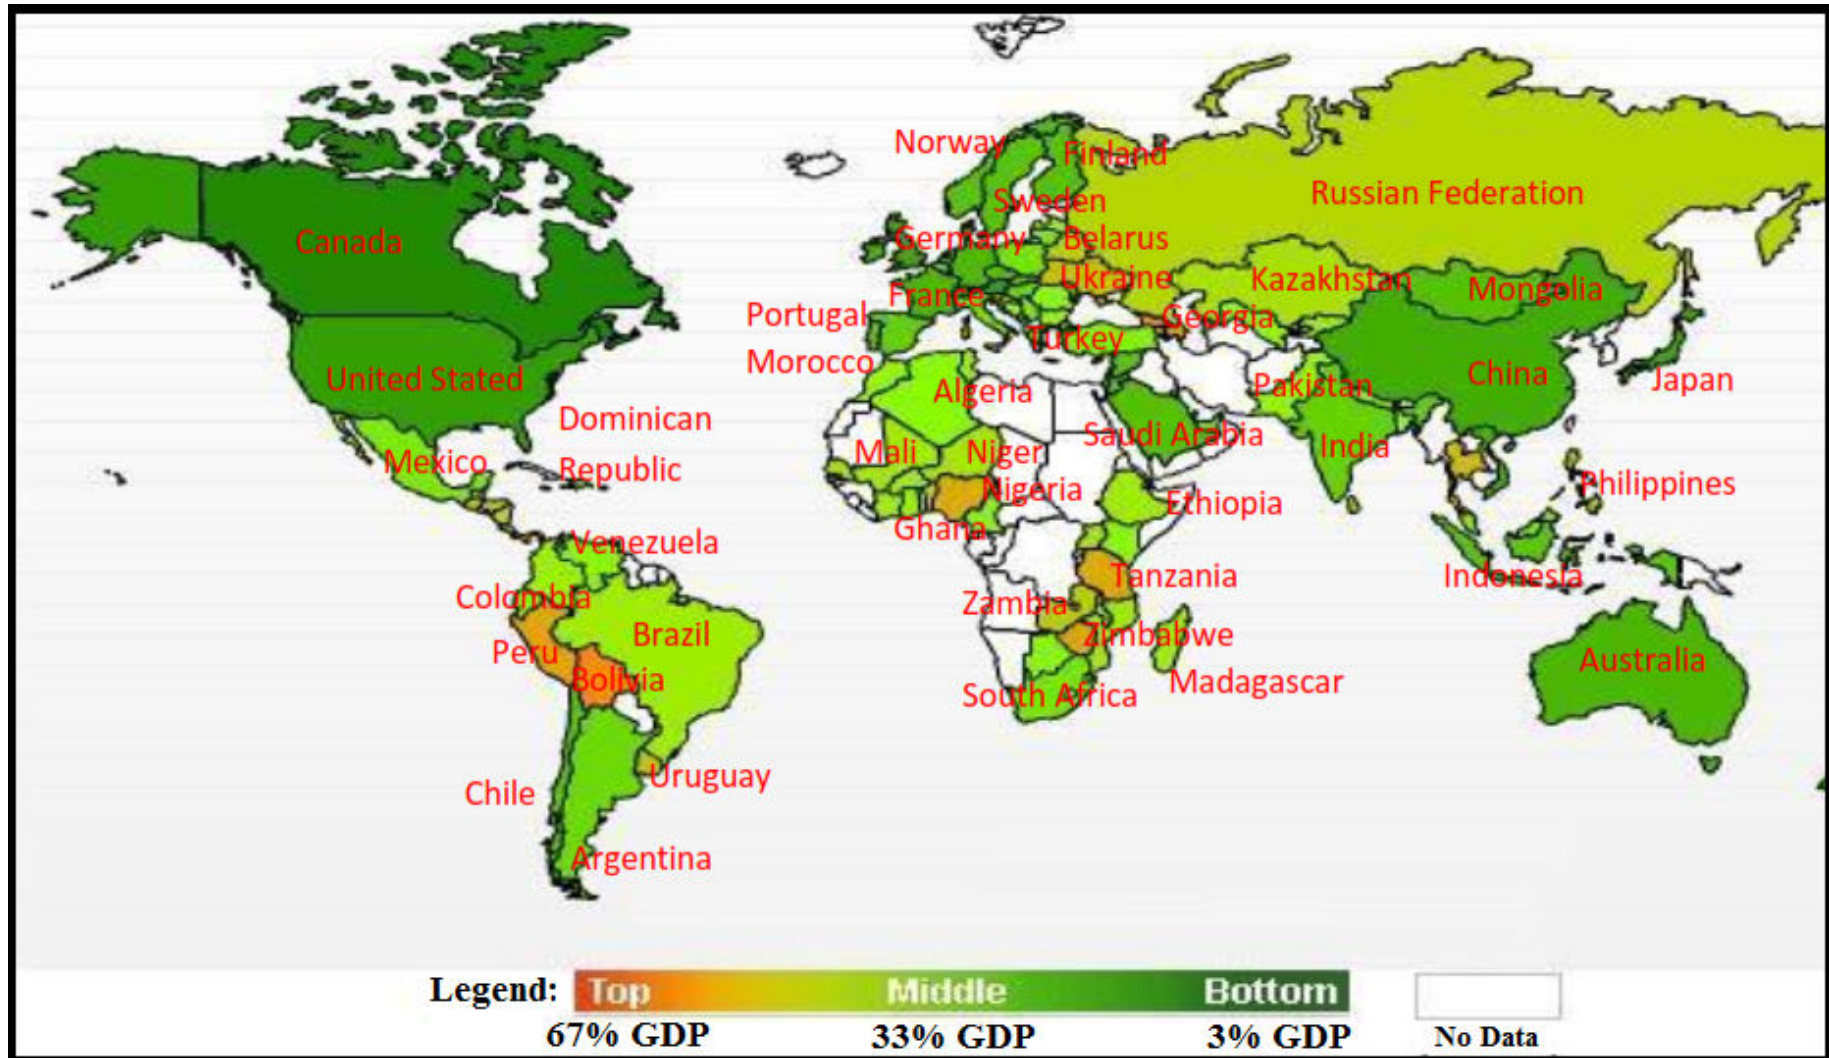 Norway
Finland
Russian Federation
Sweden
Canada
Germany
Belarus
Ukraine
Kazakhstan
Mongolia
France
Portugal
Georgia
Turkey
Morocco
United Stated
Algeria
Pakistan
China
Japan
Dominican
Republic
Saudi Arabia
India
Mali
Niger
Mexico
Philippines
Nigeria
Ethiopia
Ghana
Venezuela
Indonesia
Tanzania
Colombia
Zambia
Brazil
Zimbabwe
Peru
Australia
Bolivia
Madagascar
South Africa
Uruguay
Chile
Argentina
Legend: Top Middle Bottom
67% GDP 33% GDP 3% GDP No Data